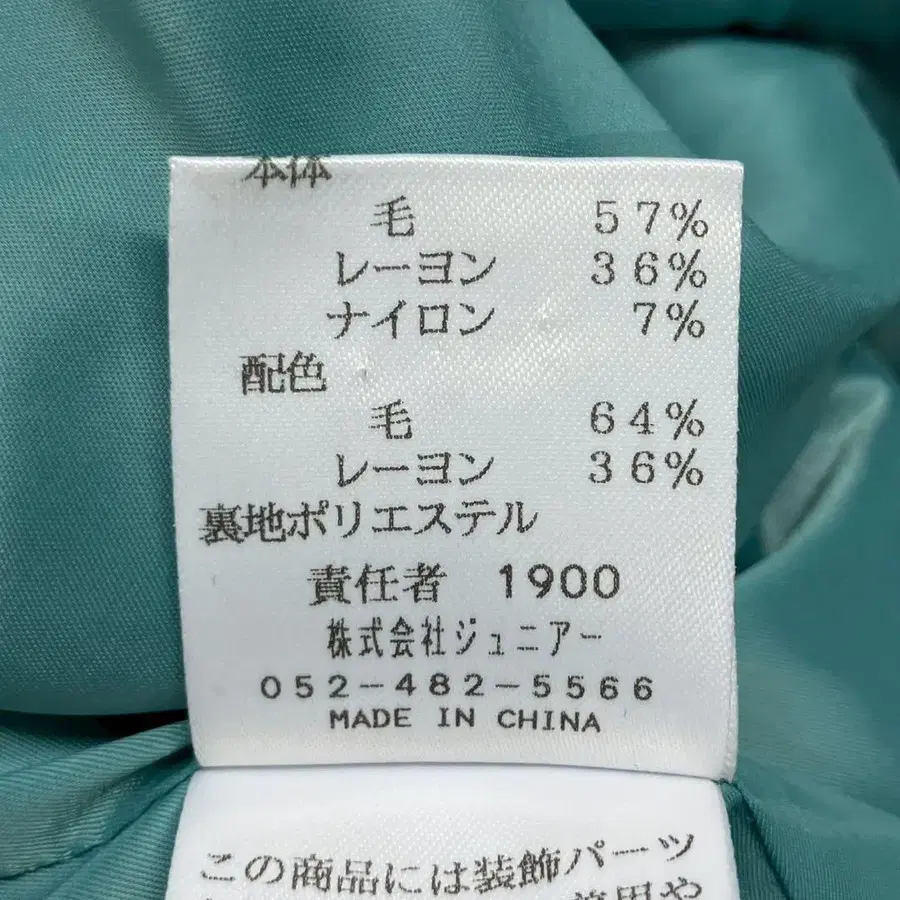 本体
毛 57%
レーヨン 36%
ナイロン 7%
配色
毛 64%
レーヨン 36%
裏地ポリエステル
責任者 1900
株式会社ジュニアー
052-482-5566
MADE IN CHINA
この商品には装飾パーツ